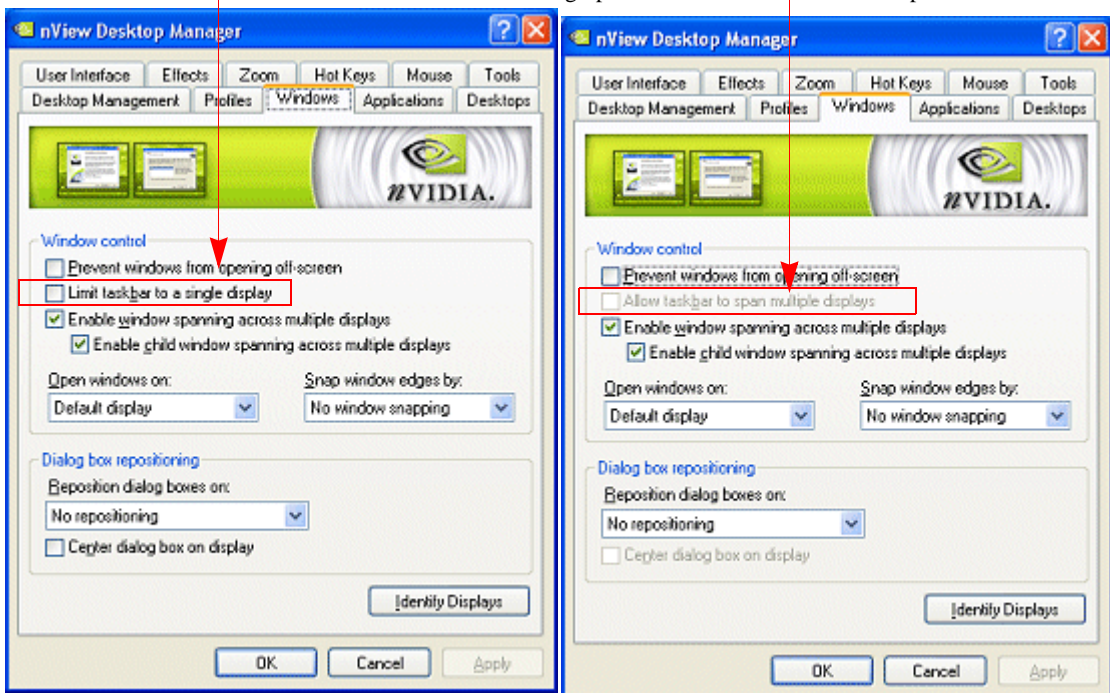 nView Desktop Manager
User Interface Effects Zoom Hot Keys Mouse Tools
Desktop Management Profiles Windows Applications Desktops
nVIDIA.
Window control
Prevent windows from opening off-screen
Limit taskbar to a single display
Enable window spanning across multiple displays
Enable child window spanning across multiple displays
Open windows on: Snap window edges by:
Default display No window snapping
Dialog box repositioning
Reposition dialog boxes on:
No repositioning
Center dialog box on display
Identify Displays
OK Cancel Apply
nView Desktop Manager
User Interface Effects Zoom Hot Keys Mouse Tools
Desktop Management Profiles Windows Applications Desktops
nVIDIA.
Window control
Prevent windows from opening off-screen
Allow taskbar to span multiple displays
Enable window spanning across multiple displays
Enable child window spanning across multiple displays
Open windows on: Snap window edges by:
Default display No window snapping
Dialog box repositioning
Reposition dialog boxes on:
No repositioning
Center dialog box on display
Identify Displays
OK Cancel Apply